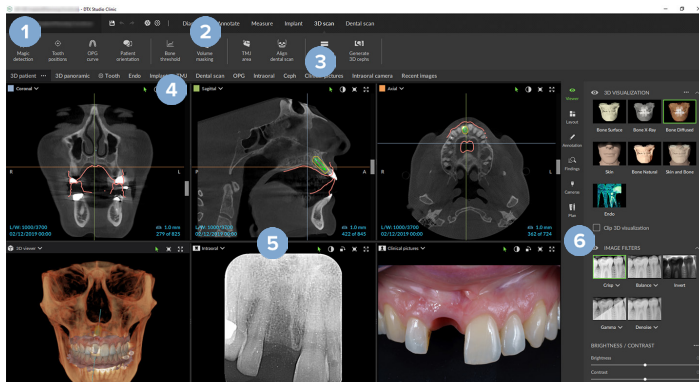 - DTX Studio Clinic
1
2
Annotate Measure Implant 3D scan Dental scan
Magic detection
Tooth positions
OPG curve
Patient orientation
Bone threshold
Volume masking
TMJ area
Align dental scan
3
Generate 3D cephs
3D patient ••• 3D panoramic Tooth Endo TMJ Dental scan OPG Intraoral Ceph Clinical pictures Intraoral camera Recent images
4
Coronal
R
L
L/W: 1000/3700
02/12/2019 00:00
1.0 mm
279 of 825
Sagittal
P
A
L/W: 1000/3700
02/12/2019 00:00
1.0 mm
422 of 845
Axial
R
L
L/W: 1000/3700
02/12/2019 00:00
1.0 mm
362 of 724
3D viewer
Intraoral
5
Clinical pictures
Viewer
Layout
Annotation
Findings
Camera
Plan
3D VISUALIZATION •••
Bone Surface
Bone X-Ray
Bone Diffused
Skin
Bone Natural
Skin and Bone
Endo
Clip 3D visualization
6
IMAGE FILTERS
Crisp
Balance
Invert
Gamma
Denoise
BRIGHTNESS / CONTRAST •••
Brightness
Contrast